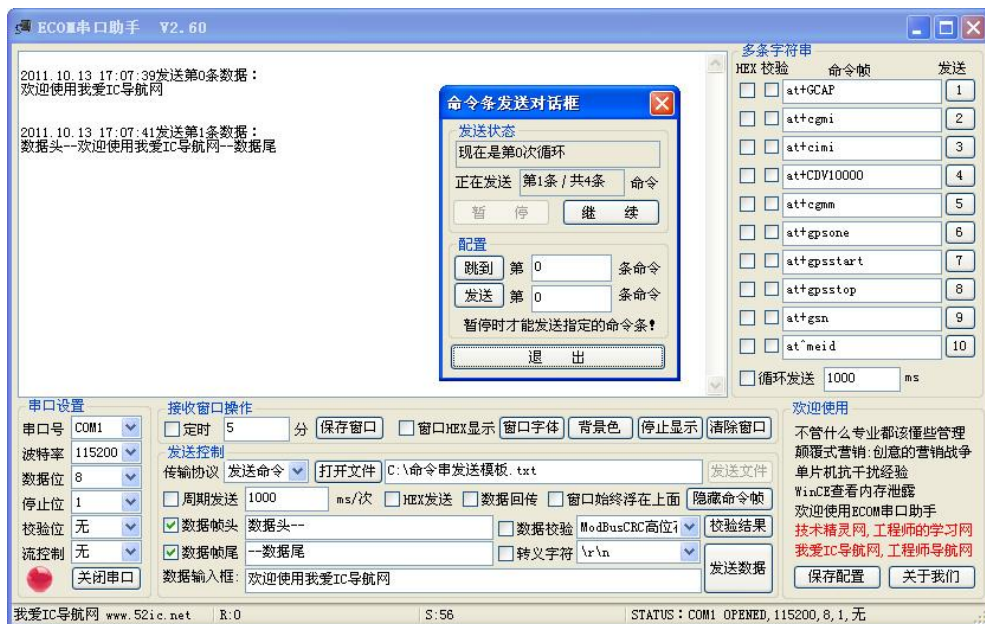 ECOM串口助手 V2.60
2011.10.13 17:07:39发送第0条数据：
欢迎使用我爱IC导航网
2011.10.13 17:07:41发送第1条数据：
数据头--欢迎使用我爱IC导航网--数据尾
命令条发送对话框
发送状态
现在是第0次循环
正在发送 第1条 / 共4条 命令
暂 停 继 续
配置
跳到 第 0 条命令
发送 第 0 条命令
暂停时才能发送指定的命令条!
退 出
多条字符串
HEX 校验 命令帧 发送
at+GCAP 1
at+cgmi 2
at+cimi 3
at+CDV10000 4
at+cgmm 5
at+gpsone 6
at+gpsstart 7
at+gpsstop 8
at+gsn 9
at^meid 10
循环发送 1000 ms
串口设置
串口号 COM1
波特率 115200
数据位 8
停止位 1
校验位 无
流控制 无
关闭串口
接收窗口操作
定时 5 分 保存窗口 窗口HEX显示 窗口字体 背景色 停止显示 清除窗口
发送控制
传输协议 发送命令 打开文件 C:\命令串发送模板.txt 发送文件
周期发送 1000 ms/次 HEX发送 数据回传 窗口始终浮在上面 隐藏命令帧
数据帧头 数据头-- 数据校验 ModBusCRC高位 校验结果
数据帧尾 --数据尾 转义字符 \r\n
数据输入框: 欢迎使用我爱IC导航网 发送数据
欢迎使用
不管什么专业都该懂些管理
颠覆式营销:创意的营销战争
单片机抗干扰经验
WinCE查看内存泄露
欢迎使用ECOM串口助手
技术精灵网,工程师的学习网
我爱IC导航网,工程师导航网
保存配置 关于我们
我爱IC导航网 www.52ic.net R:0 S:56 STATUS：COM1 OPENED,115200,8,1,无